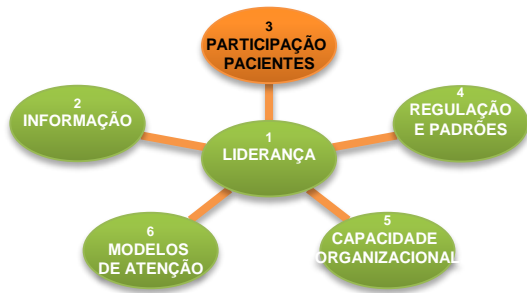 3
PARTICIPAÇÃO
PACIENTES
2
INFORMAÇÃO
4
REGULAÇÃO
E PADRÕES
1
LIDERANÇA
6
MODELOS
DE ATENÇÃO
5
CAPACIDADE
ORGANIZACIONAL